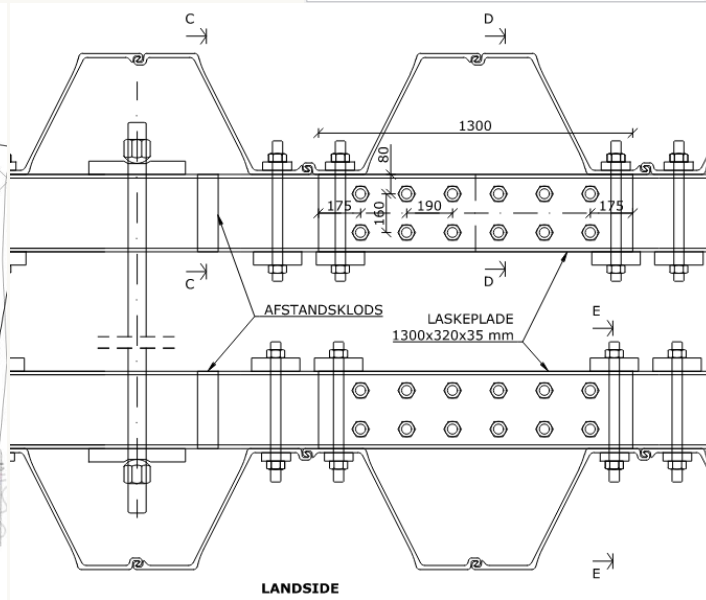 C
D
1300
80
175
160
190
175
C
D
AFSTANDSKLODS
LASKEPLADE
1300x320x35 mm
E
E
LANDSIDE